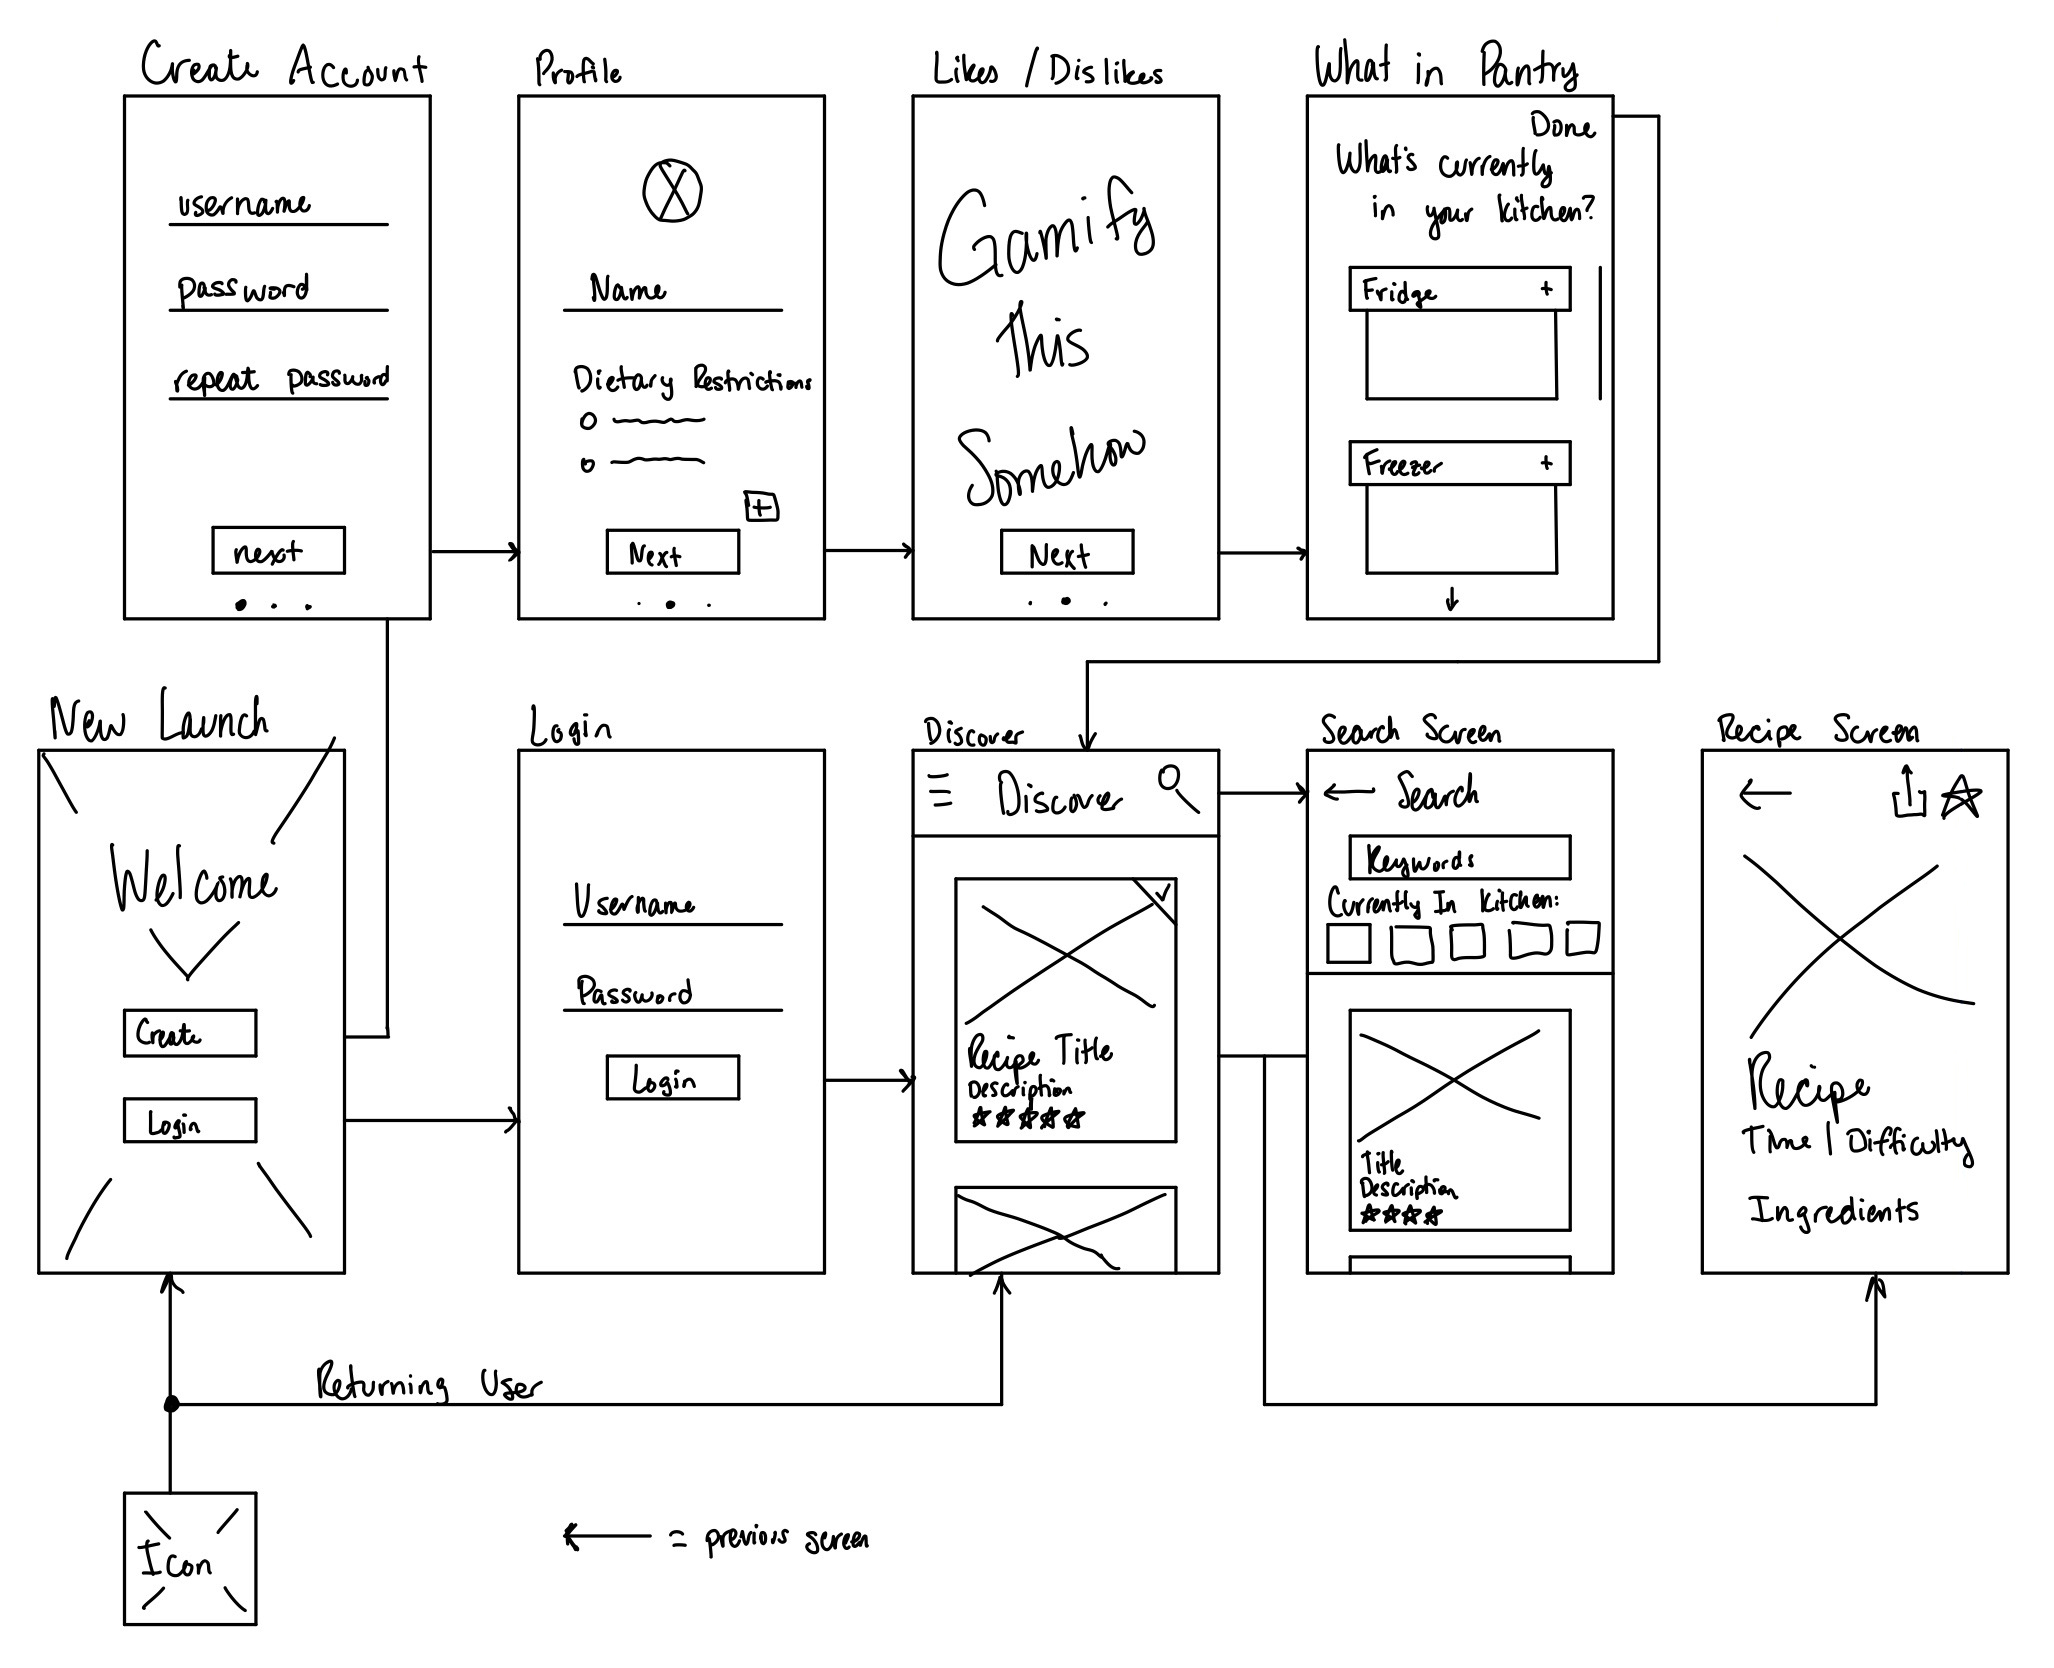 Create Account
username
password
repeat password
next
Profile
Name
Dietary Restrictions
Next
Likes / Dislikes
Gamify
This
Somehow
Next
What in Pantry
Done
What's currently
in your kitchen?
Fridge +
Freezer +
New Launch
Welcome
Create
Login
Login
Username
Password
Login
Discover
Discover
Recipe Title
Description
Search Screen
Search
Keywords
Currently In Kitchen:
Title
Description
Recipe Screen
Recipe
Time | Difficulty
Ingredients
Returning User
Icon
= previous screen